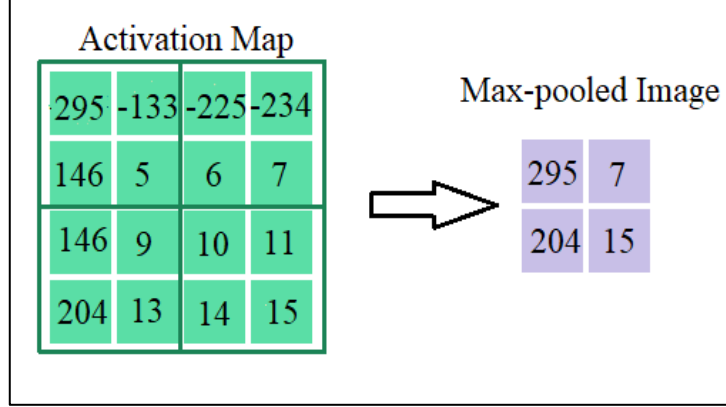 Activation Map
-295 -133 -225 -234
146 5 6 7
146 9 10 11
204 13 14 15
Max-pooled Image
295 7
204 15